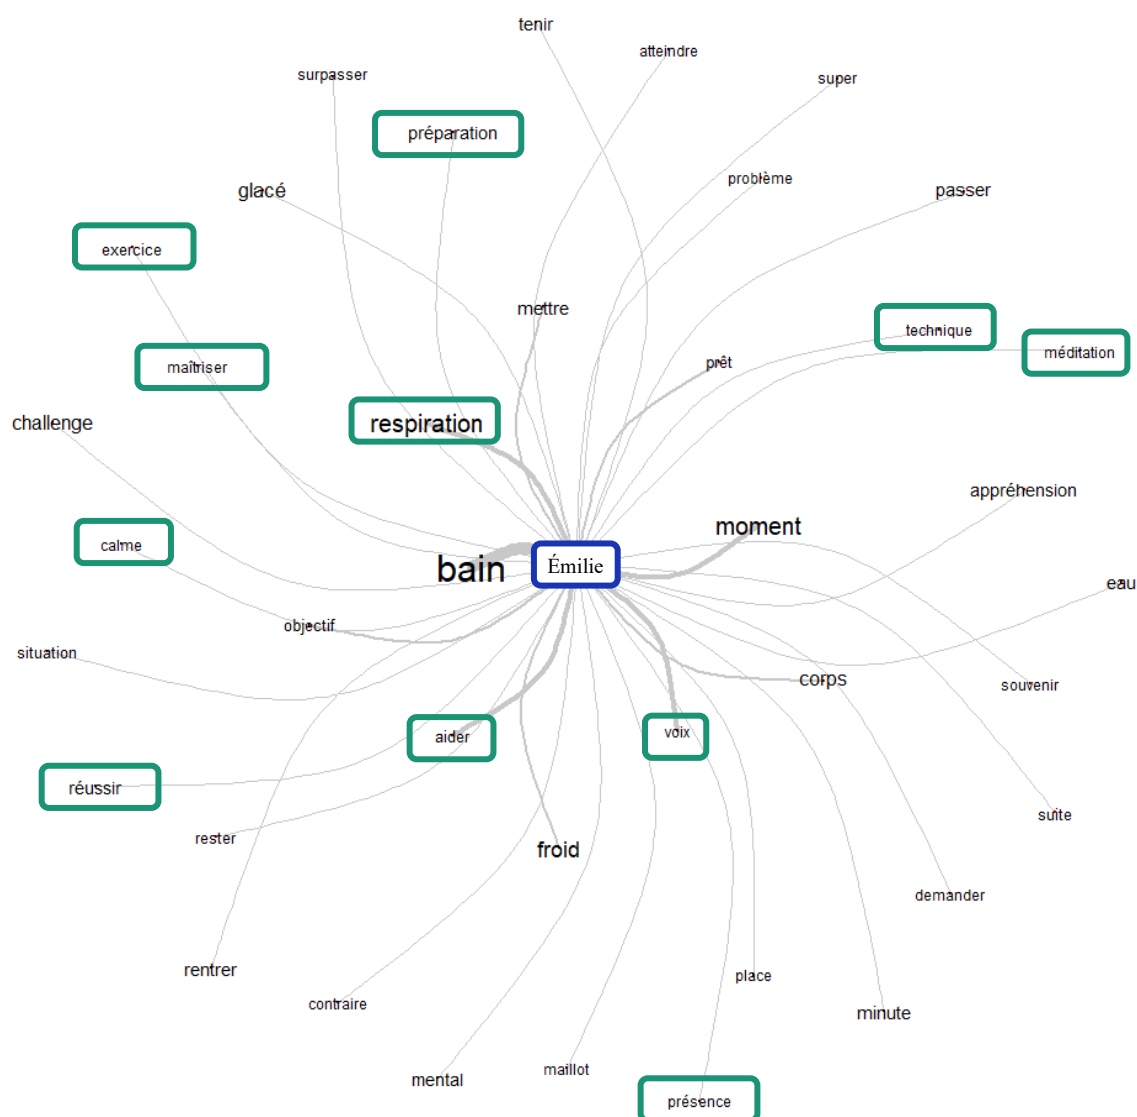 tenir
atteindre
surpasser
super
préparation
problème
glacé
passer
exercice
mettre
technique
méditation
maîtriser
prêt
challenge
respiration
appréhension
moment
calme
bain
Émilie
eau
objectif
situation
corps
souvenir
aider
voix
réussir
suite
rester
froid
demander
rentrer
place
contraire
minute
maillot
mental
présence